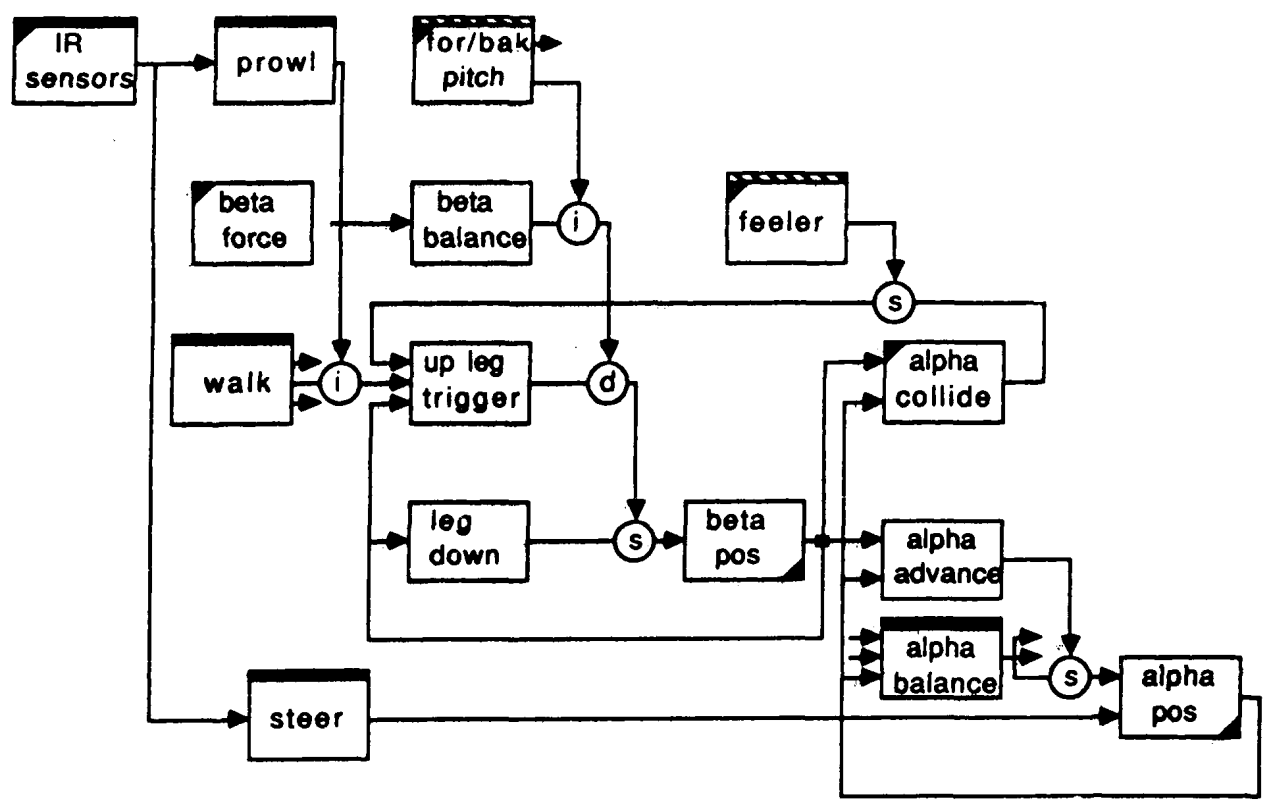 IR
sensors
prowl
for/bak
pitch
beta
force
beta
balance
i
feeler
s
walk
i
up leg
trigger
d
alpha
collide
leg
down
s
beta
pos
alpha
advance
alpha
balance
s
alpha
pos
steer